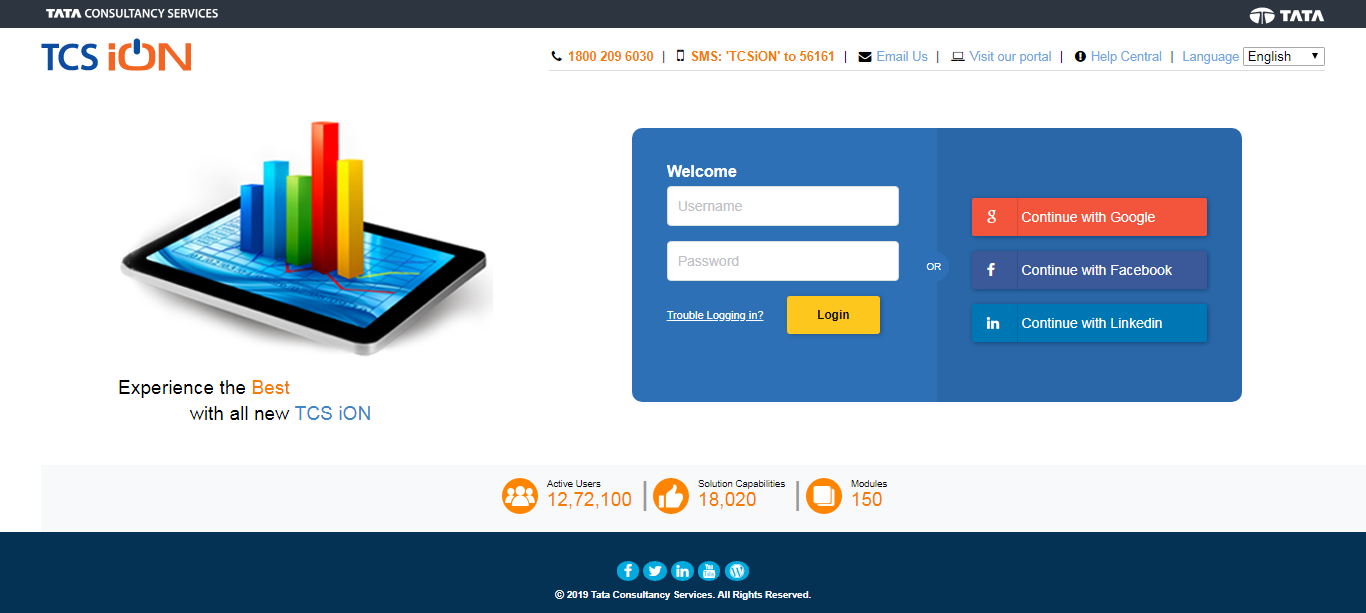 TATA CONSULTANCY SERVICES
TATA
TCS iON
1800 209 6030 | SMS: 'TCSiON' to 56161 | Email Us | Visit our portal | Help Central | Language English
Welcome
Username
Password
Trouble Logging in?
Login
OR
Continue with Google
Continue with Facebook
in Continue with Linkedin
Experience the Best
with all new TCS iON
Active Users
12,72,100
Solution Capabilities
18,020
Modules
150
© 2019 Tata Consultancy Services. All Rights Reserved.